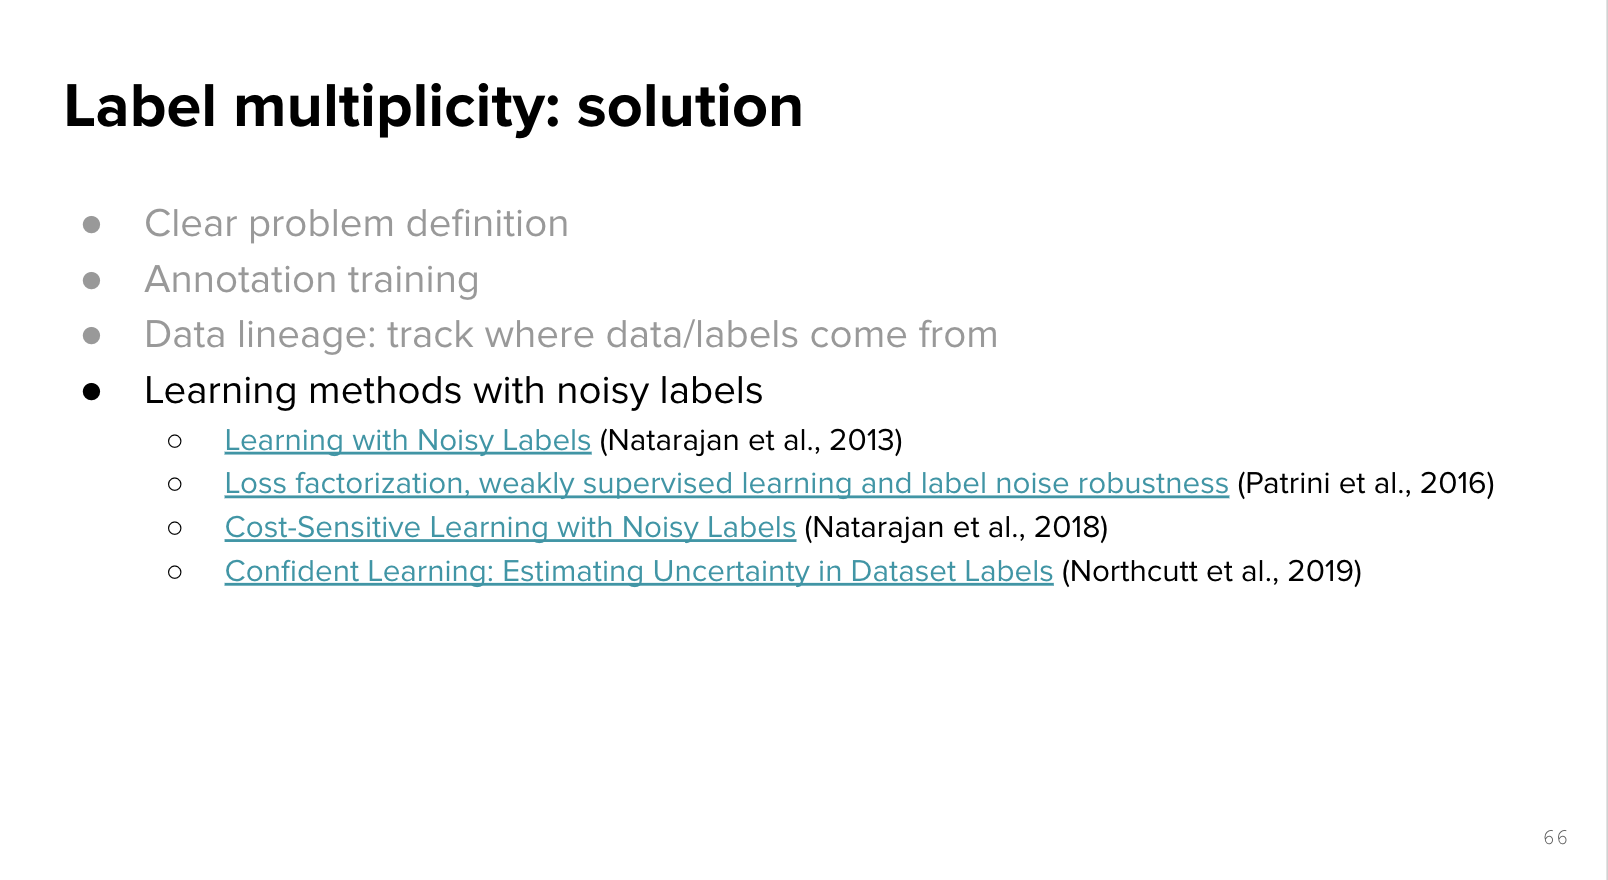 Label multiplicity: solution
● Clear problem definition
● Annotation training
● Data lineage: track where data/labels come from
● Learning methods with noisy labels
○ Learning with Noisy Labels (Natarajan et al., 2013)
○ Loss factorization, weakly supervised learning and label noise robustness (Patrini et al., 2016)
○ Cost-Sensitive Learning with Noisy Labels (Natarajan et al., 2018)
○ Confident Learning: Estimating Uncertainty in Dataset Labels (Northcutt et al., 2019)
66